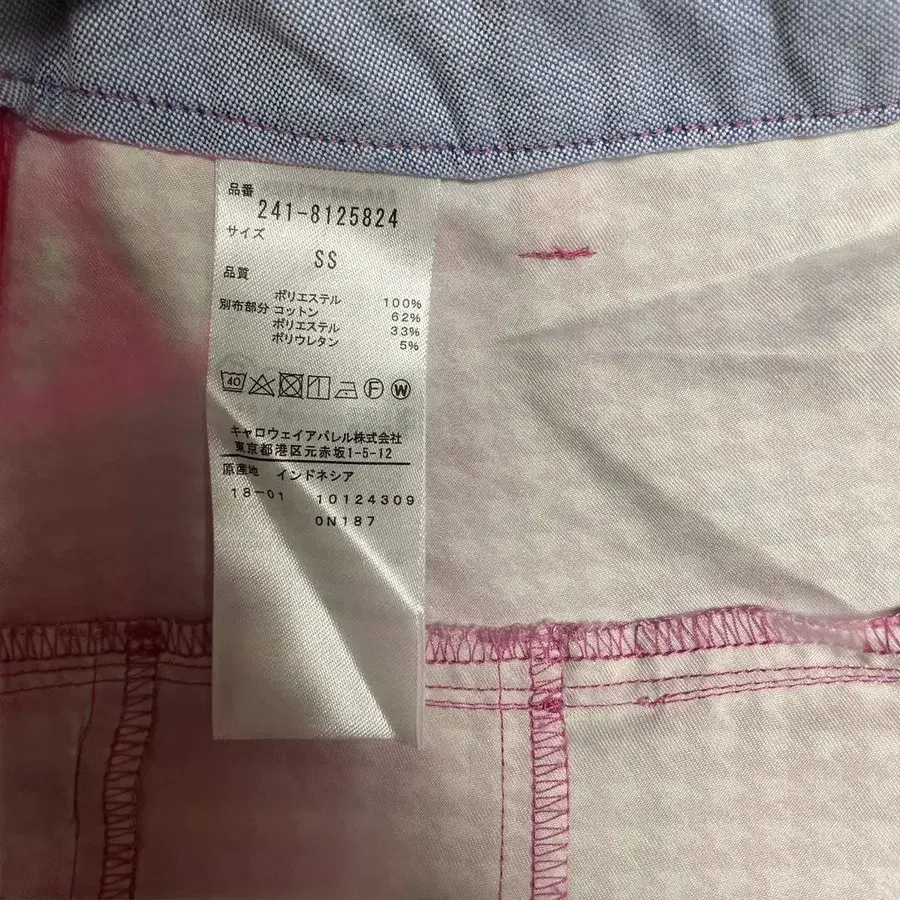 品番
241-8125824
サイズ
SS
品質
ポリエステル 100%
別布部分 コットン 62%
ポリエステル 33%
ポリウレタン 5%
40 F W
キャロウェイアパレル株式会社
東京都港区元赤坂1-5-12
原産地 インドネシア
18-01 10124309
0N187